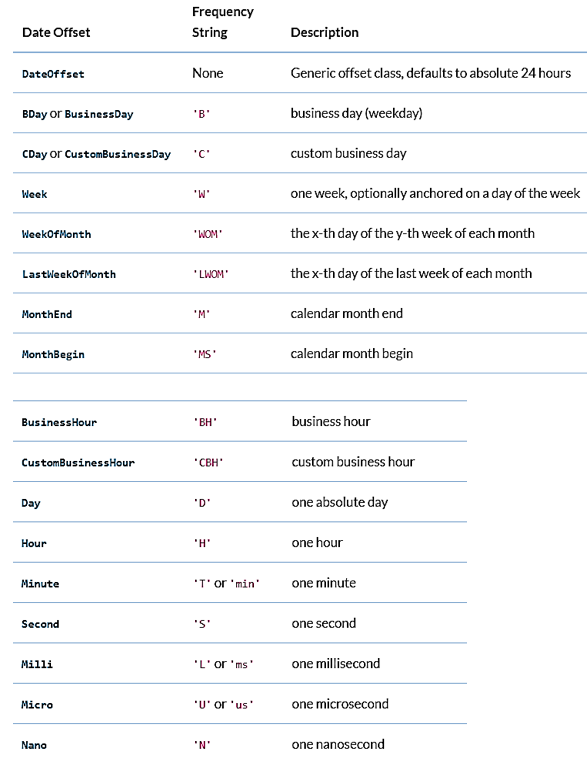 Date Offset Frequency String Description
DateOffset None Generic offset class, defaults to absolute 24 hours
BDay or BusinessDay 'B' business day (weekday)
CDay or CustomBusinessDay 'C' custom business day
Week 'W' one week, optionally anchored on a day of the week
WeekOfMonth 'WOM' the x-th day of the y-th week of each month
LastWeekOfMonth 'LWOM' the x-th day of the last week of each month
MonthEnd 'M' calendar month end
MonthBegin 'MS' calendar month begin
BusinessHour 'BH' business hour
CustomBusinessHour 'CBH' custom business hour
Day 'D' one absolute day
Hour 'H' one hour
Minute 'T' or 'min' one minute
Second 'S' one second
Milli 'L' or 'ms' one millisecond
Micro 'U' or 'us' one microsecond
Nano 'N' one nanosecond